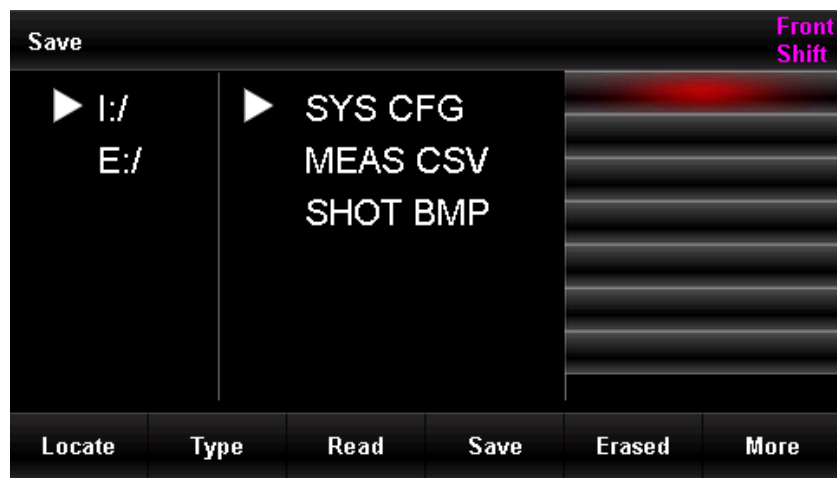 Save
Front
Shift
I:/
E:/
SYS CFG
MEAS CSV
SHOT BMP
Locate Type Read Save Erased More